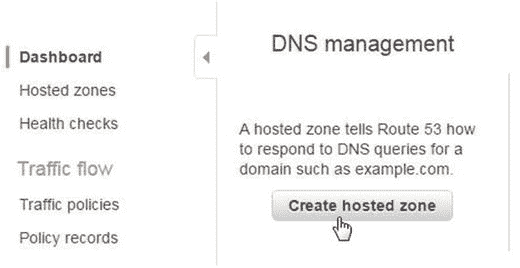 Dashboard
Hosted zones
Health checks
Traffic flow
Traffic policies
Policy records
DNS management
A hosted zone tells Route 53 how
to respond to DNS queries for a
domain such as example.com.
Create hosted zone